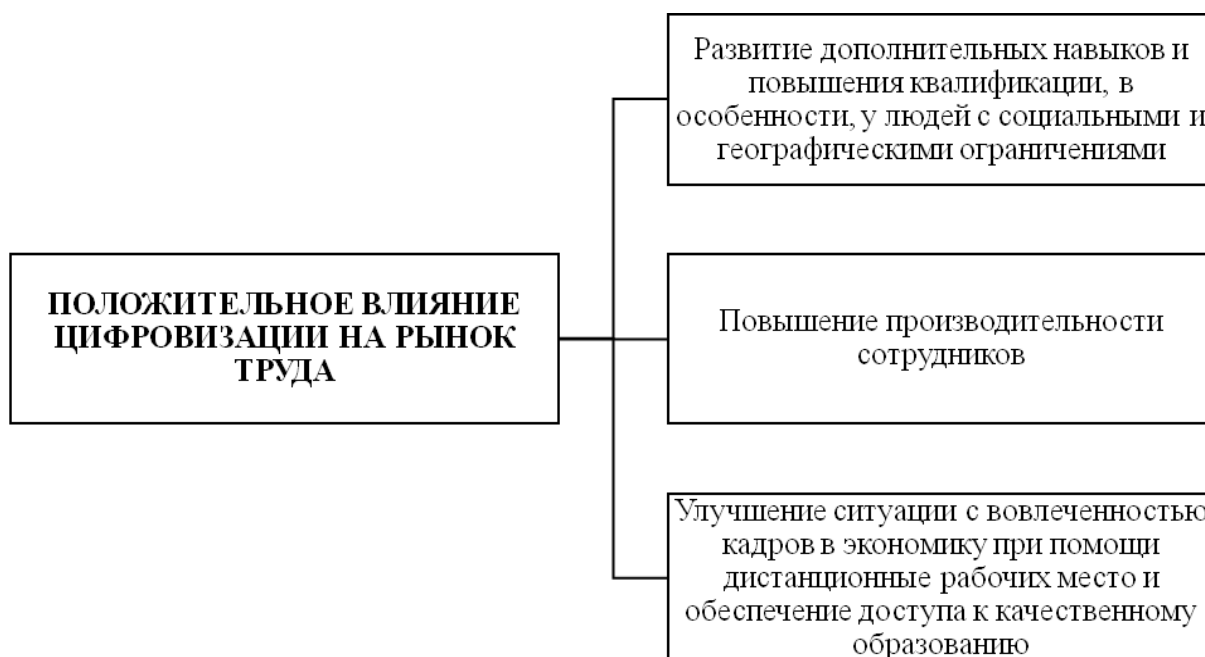 Развитие дополнительных навыков и
повышения квалификации, в
особенности, у людей с социальными и
географическими ограничениями
ПОЛОЖИТЕЛЬНОЕ ВЛИЯНИЕ
ЦИФРОВИЗАЦИИ НА РЫНОК
ТРУДА
Повышение производительности
сотрудников
Улучшение ситуации с вовлеченностью
кадров в экономику при помощи
дистанционные рабочих место и
обеспечение доступа к качественному
образованию